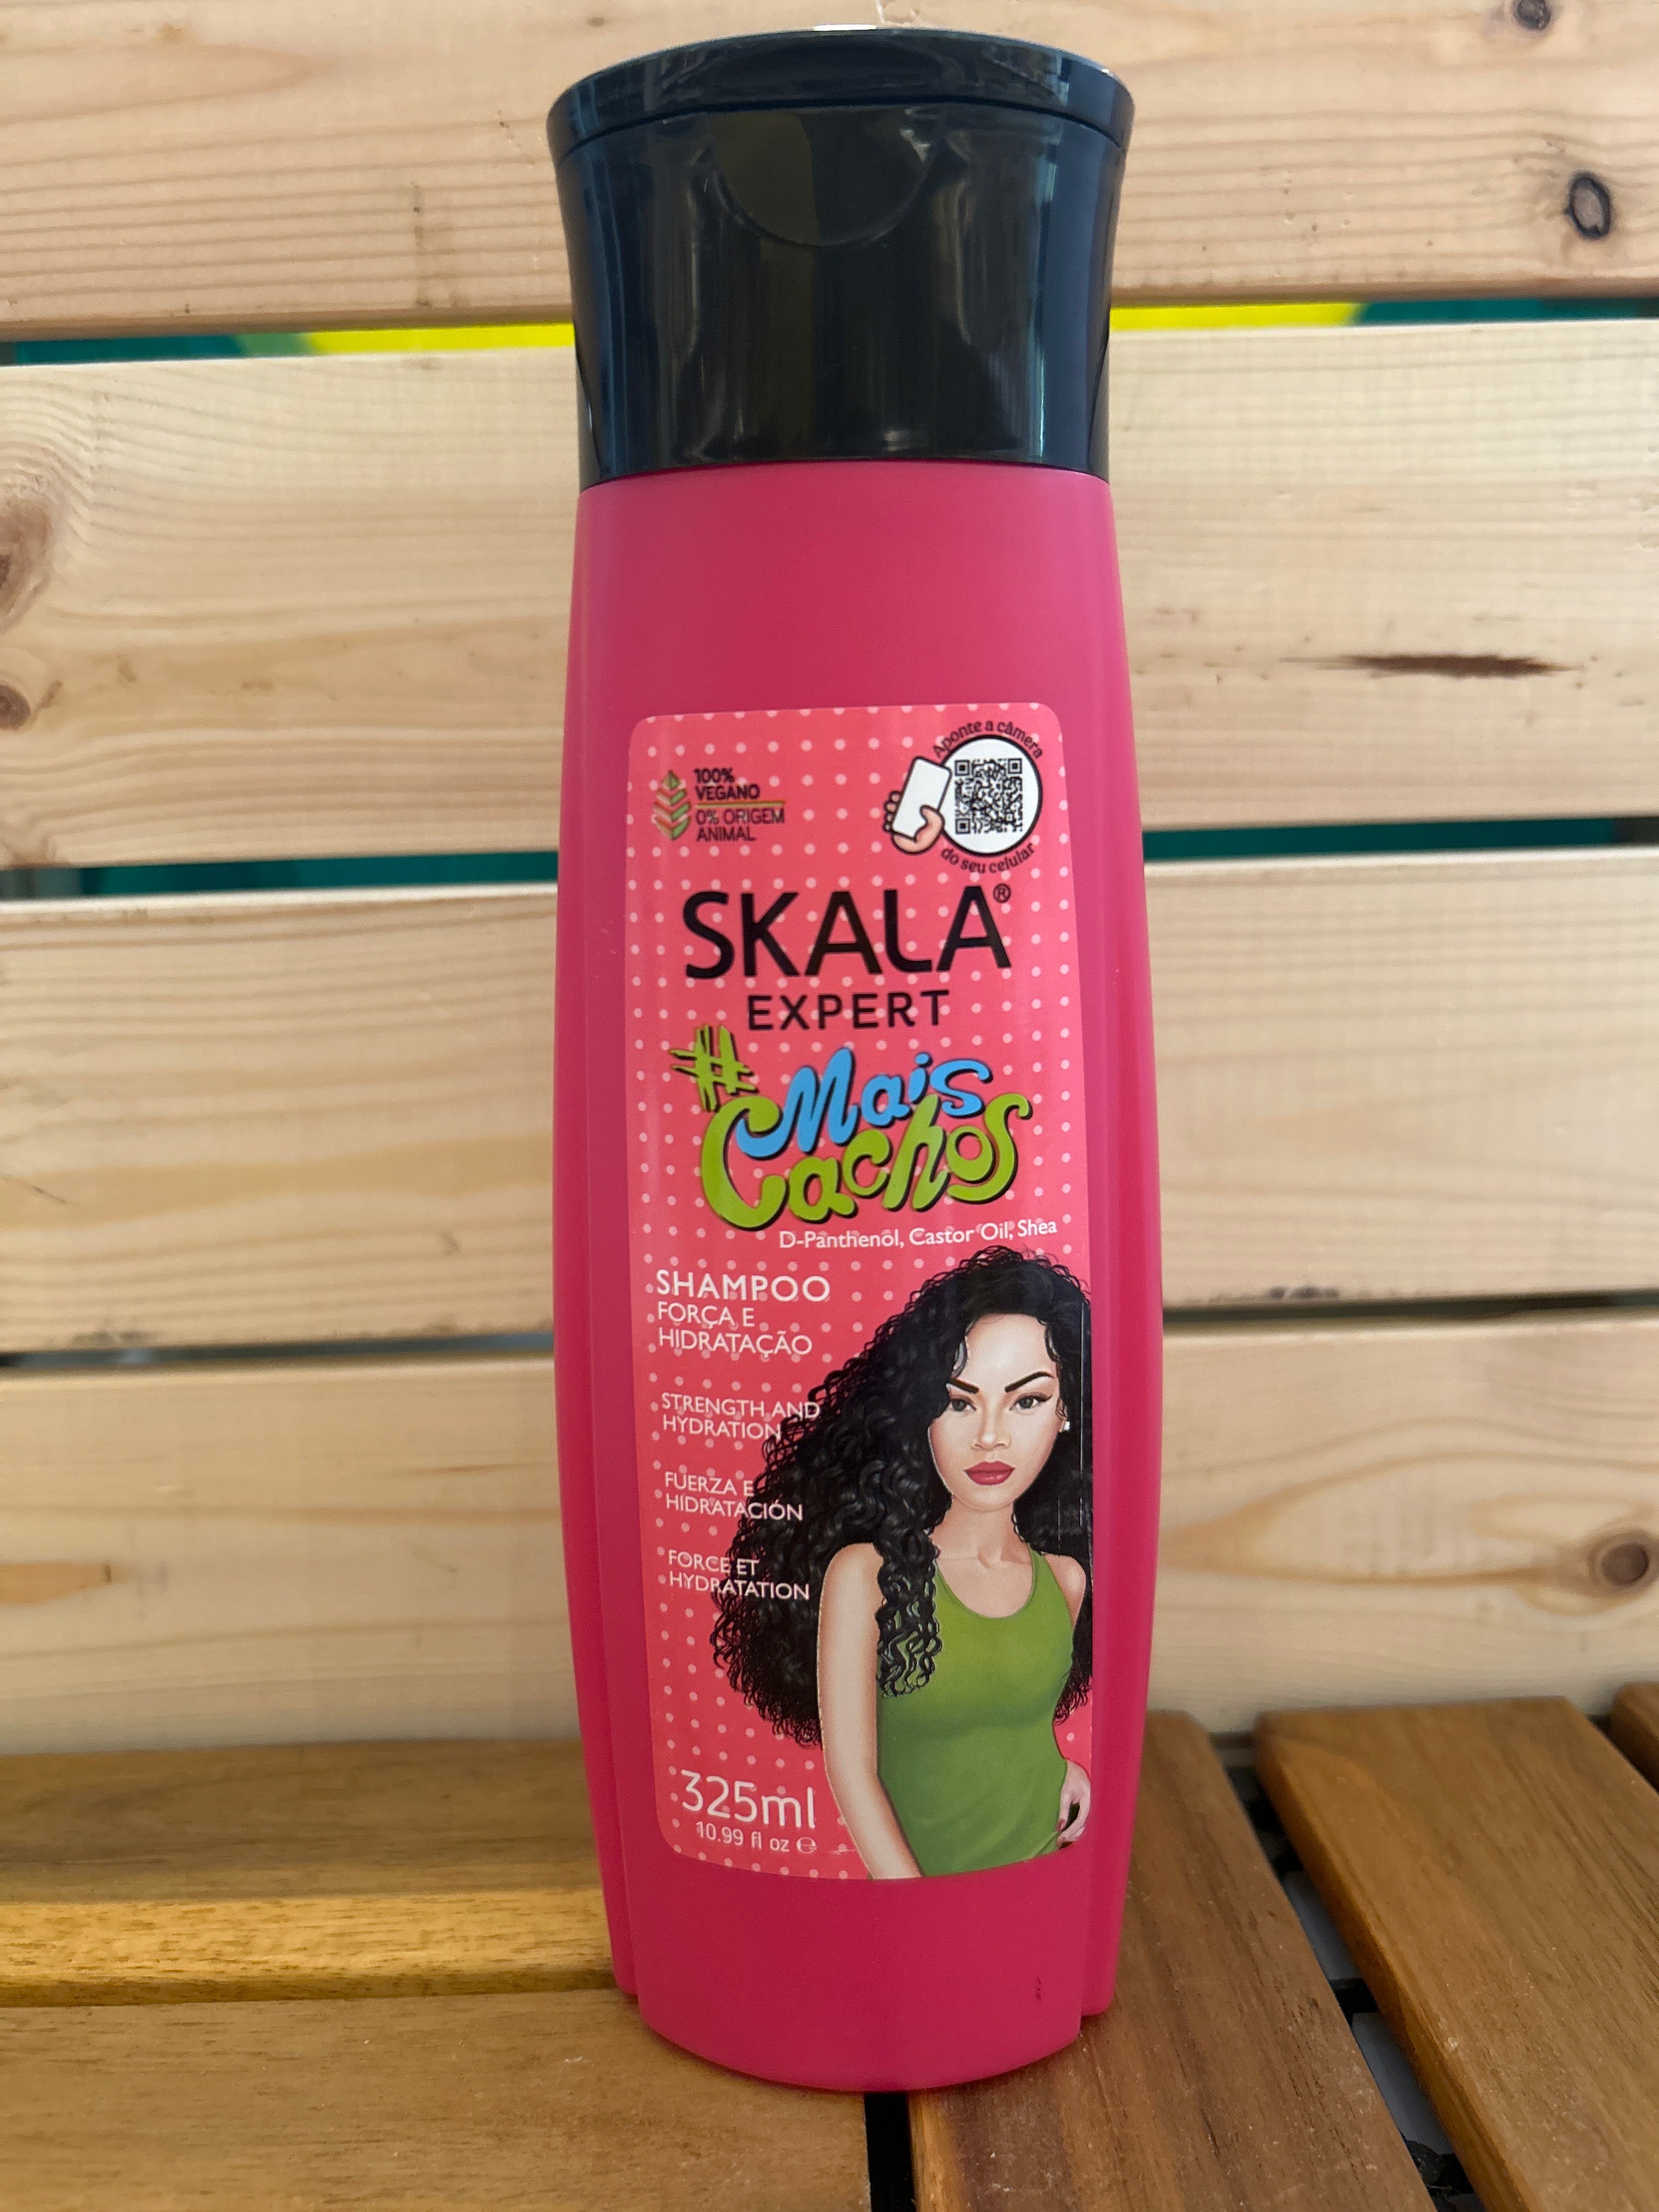 100%
VEGANO
0% ORIGEM
ANIMAL
Aponte a câmera
do seu celular
SKALA®
EXPERT
#Mais
Cachos
D-Panthenol, Castor Oil, Shea
SHAMPOO
FORÇA E
HIDRATAÇÃO
STRENGTH AND
HYDRATION
FUERZA E
HIDRATACIÓN
FORCE ET
HYDRATATION
325ml
10.99 fl oz ℮